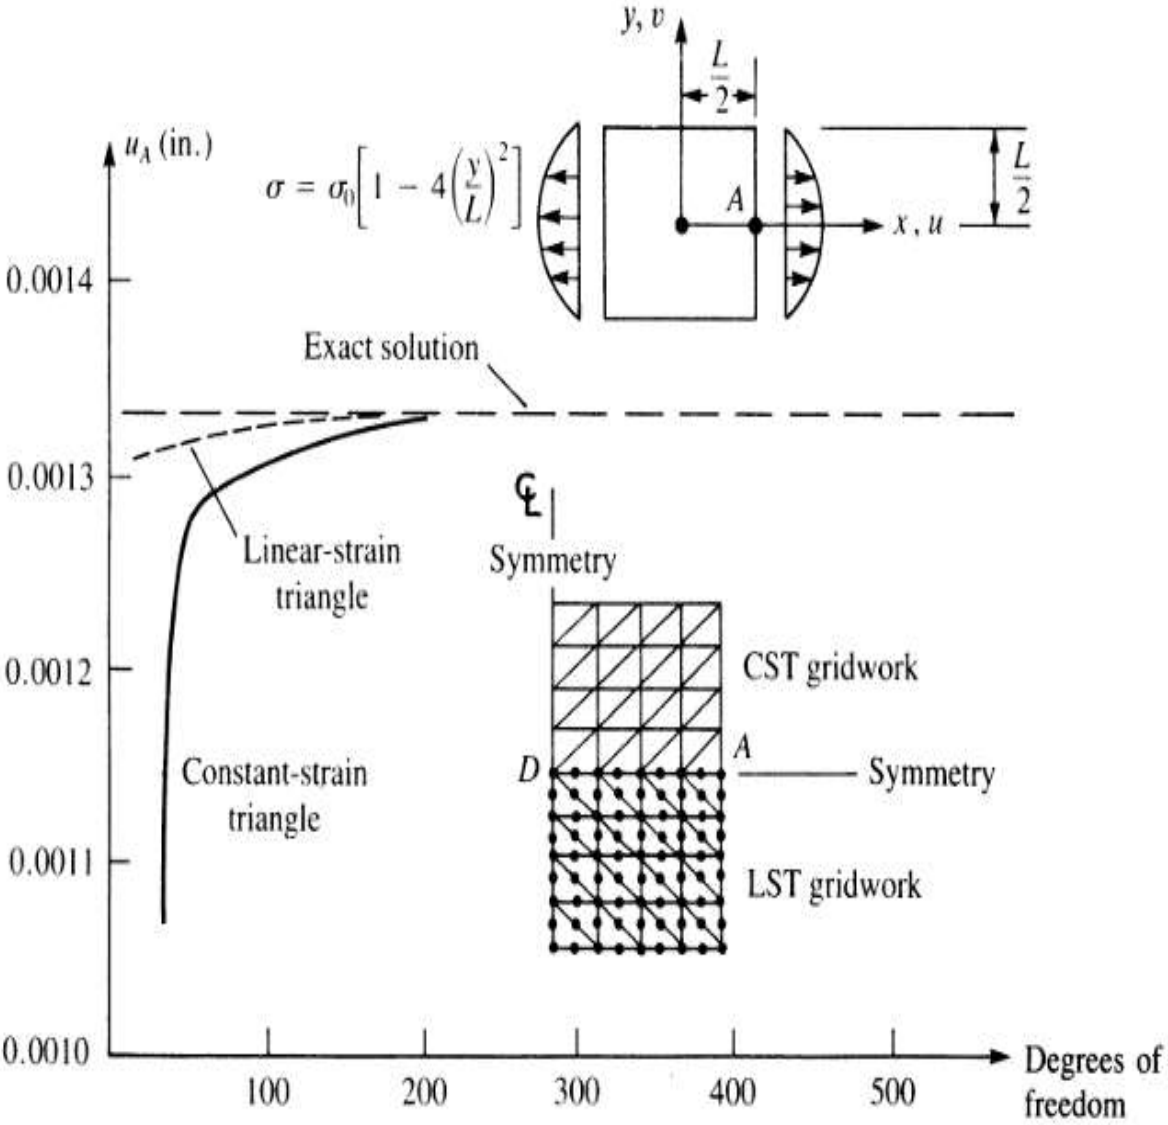 y, v
L
2
u_A (in.)
σ = σ₀[1 − 4(y/L)²]
A
L
2
x, u
0.0014
Exact solution
0.0013
℄
Linear-strain
triangle
Symmetry
0.0012
CST gridwork
A
Constant-strain
triangle
D
Symmetry
0.0011
LST gridwork
0.0010
100
200
300
400
500
Degrees of
freedom